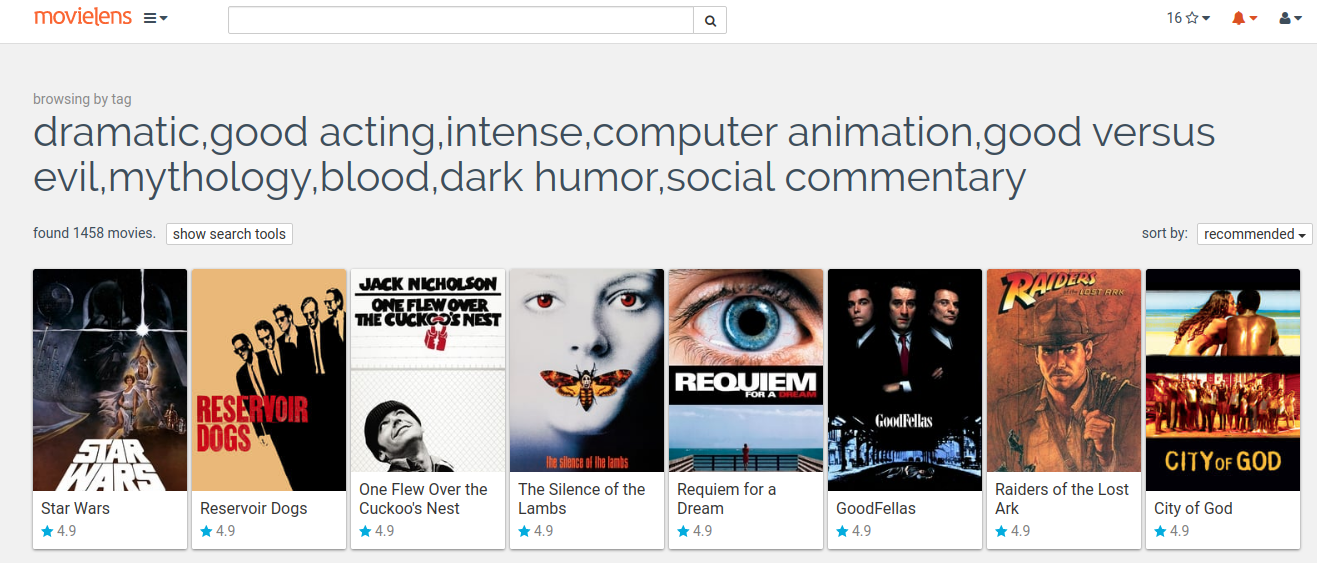 movielens
16
browsing by tag
dramatic,good acting,intense,computer animation,good versus
evil,mythology,blood,dark humor,social commentary
found 1458 movies. show search tools
sort by: recommended
STAR
WARS
Star Wars
4.9
RESERVOIR
DOGS
Reservoir Dogs
4.9
JACK NICHOLSON
ONE FLEW OVER
THE CUCKOO'S NEST
One Flew Over the
Cuckoo's Nest
4.9
the silence of the lambs
The Silence of the
Lambs
4.9
REQUIEM
FOR A DREAM
Requiem for a
Dream
4.9
GoodFellas
GoodFellas
4.9
RAIDERS
OF THE LOST ARK
Raiders of the Lost
Ark
4.9
CITY OF GOD
City of God
4.9